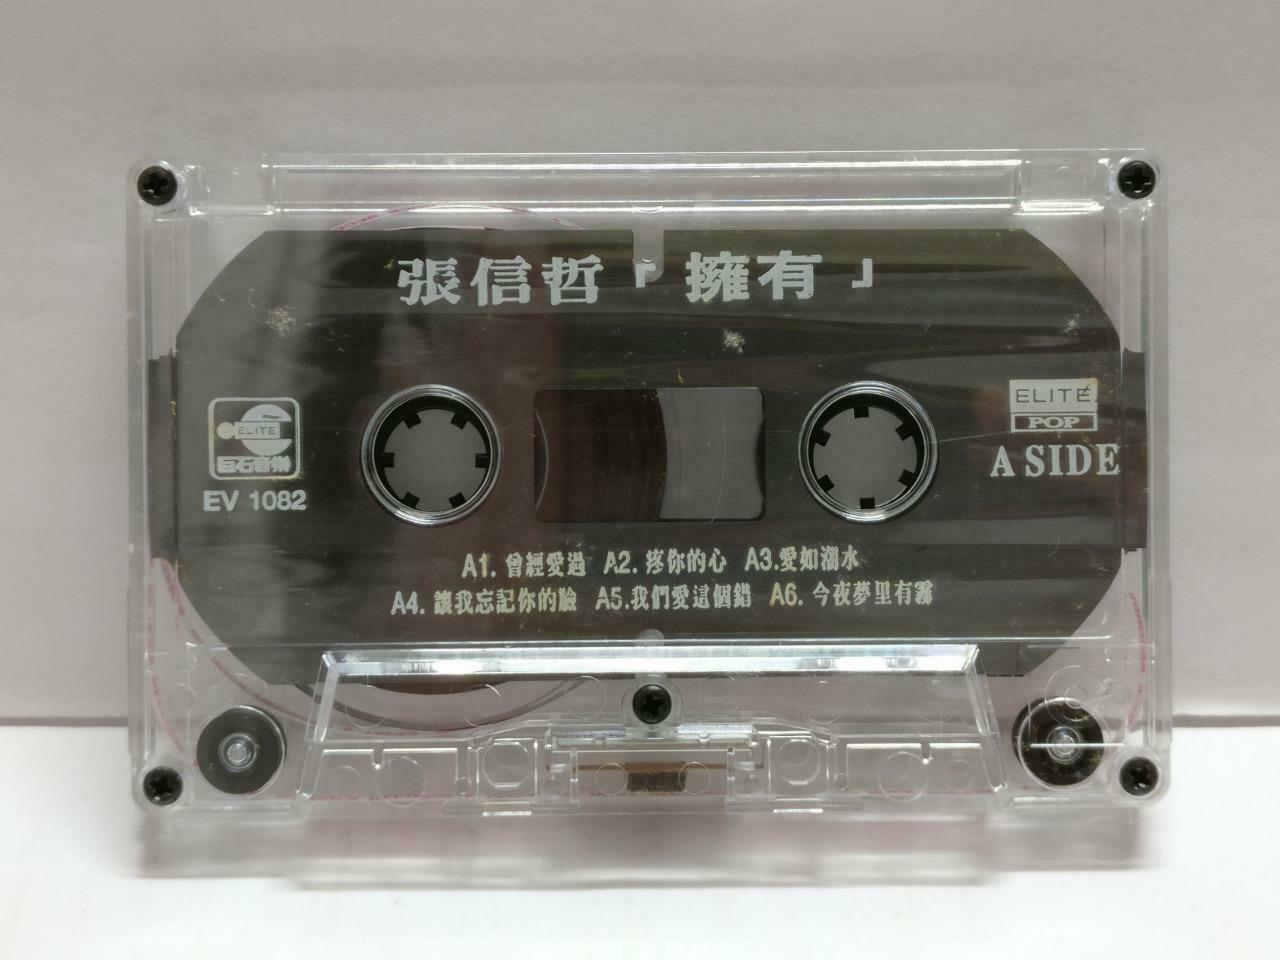 張信哲「擁有」
ELITE
巨石音樂
EV 1082
ELITE
POP
A SIDE
A1. 曾經愛過 A2. 疼你的心 A3.愛如潮水
A4. 讓我忘記你的臉 A5.我們愛這個錯 A6. 今夜夢里有霧